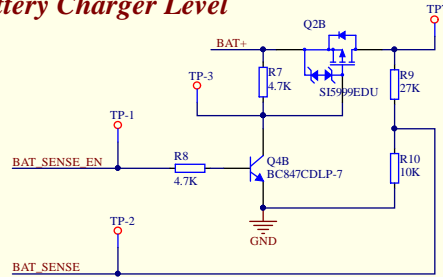 ttery Charger Level
Q2B
TP
BAT+
R7
4.7K
TP-3
SI5999EDU
R9
27K
TP-1
Q4B
BC847CDLP-7
R8
4.7K
BAT_SENSE_EN
R10
10K
TP-2
GND
BAT_SENSE